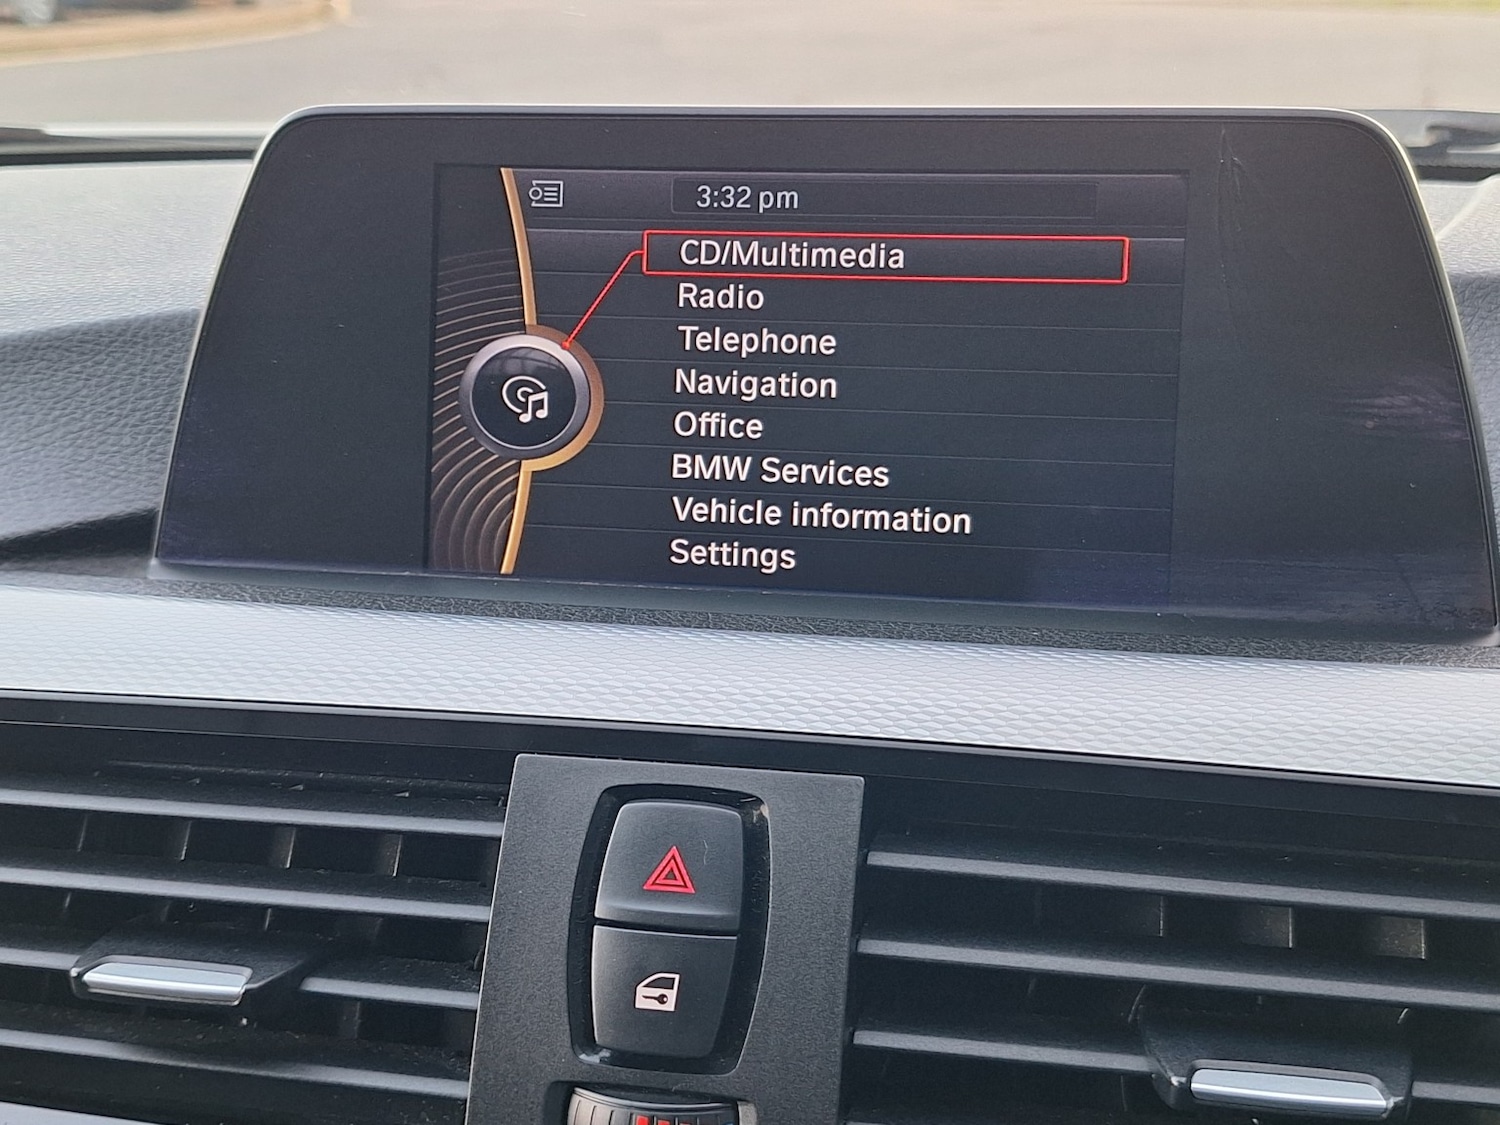 3:32 pm
CD/Multimedia
Radio
Telephone
Navigation
Office
BMW Services
Vehicle information
Settings